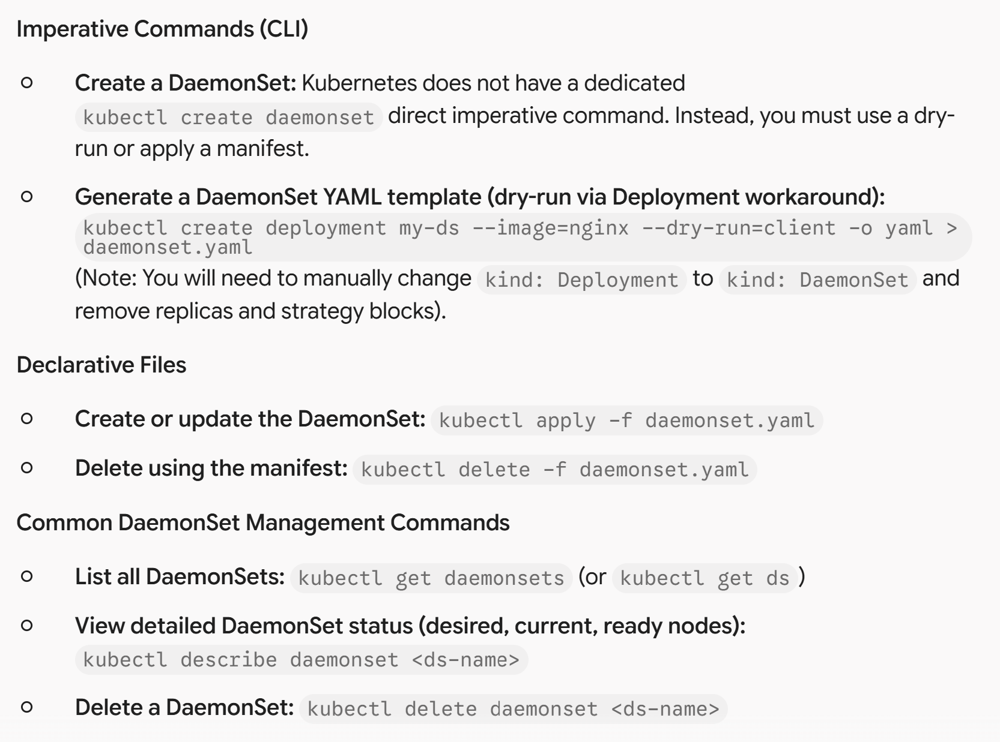 Imperative Commands (CLI)
Create a DaemonSet: Kubernetes does not have a dedicated
kubectl create daemonset direct imperative command. Instead, you must use a dry-
run or apply a manifest.
Generate a DaemonSet YAML template (dry-run via Deployment workaround):
kubectl create deployment my-ds --image=nginx --dry-run=client -o yaml >
daemonset.yaml
(Note: You will need to manually change kind: Deployment to kind: DaemonSet and
remove replicas and strategy blocks).
Declarative Files
Create or update the DaemonSet: kubectl apply -f daemonset.yaml
Delete using the manifest: kubectl delete -f daemonset.yaml
Common DaemonSet Management Commands
List all DaemonSets: kubectl get daemonsets (or kubectl get ds)
View detailed DaemonSet status (desired, current, ready nodes):
kubectl describe daemonset <ds-name>
Delete a DaemonSet: kubectl delete daemonset <ds-name>